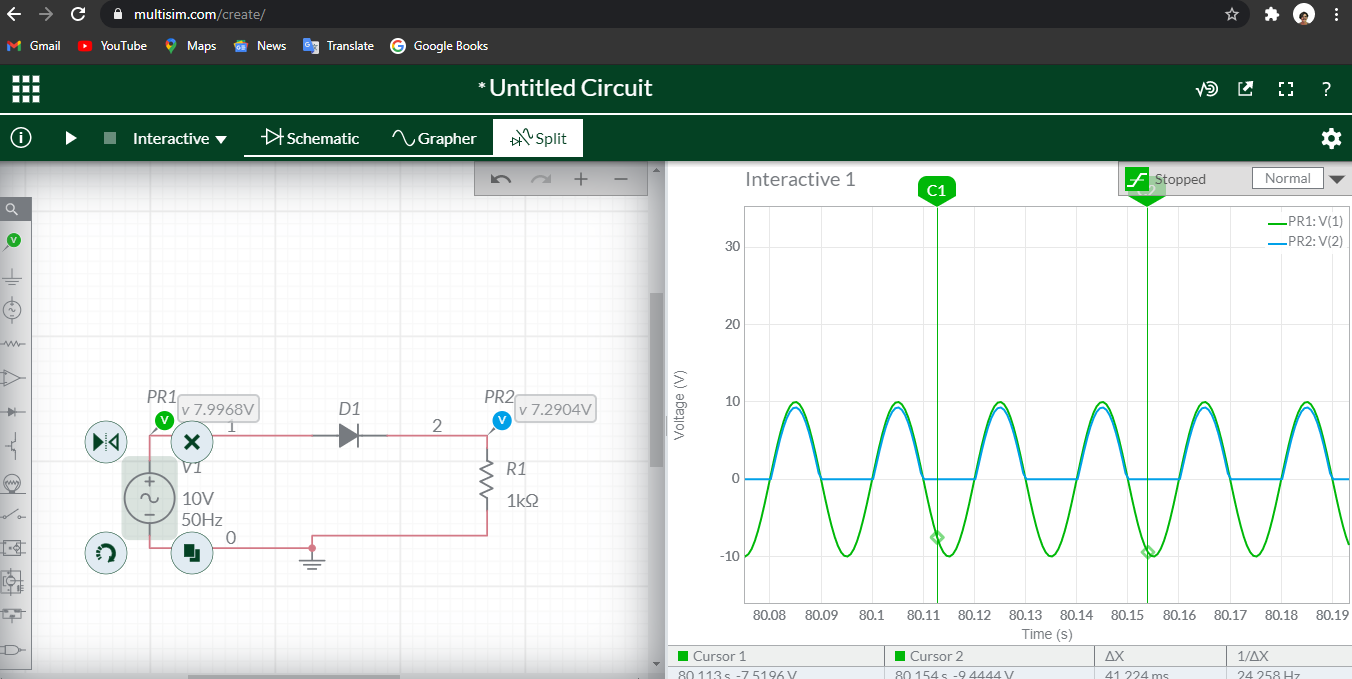 multisim.com/create/
Gmail YouTube Maps News Translate Google Books
* Untitled Circuit
?
Interactive Schematic Grapher Split
Interactive 1
C1
Stopped
Normal
PR1: V(1)
PR2: V(2)
Voltage (V)
30
20
10
0
-10
80.08 80.09 80.1 80.11 80.12 80.13 80.14 80.15 80.16 80.17 80.18 80.19
Time (s)
Cursor 1 Cursor 2 ΔX 1/ΔX
80.113 s, -7.5196 V 80.154 s, -9.4444 V 41.224 ms 24.258 Hz
V
PR1
V
v 7.9968V
1
D1
2
PR2
V
v 7.2904V
V1
10V
50Hz
0
R1
1kΩ